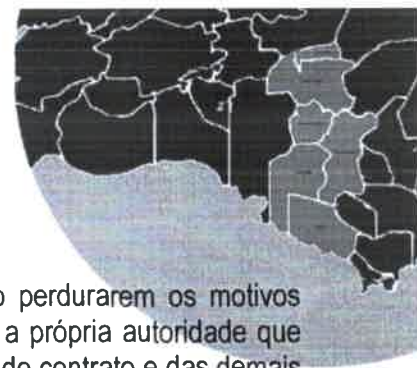 perdurarem os motivos
a própria autoridade que
do contrato e das demais